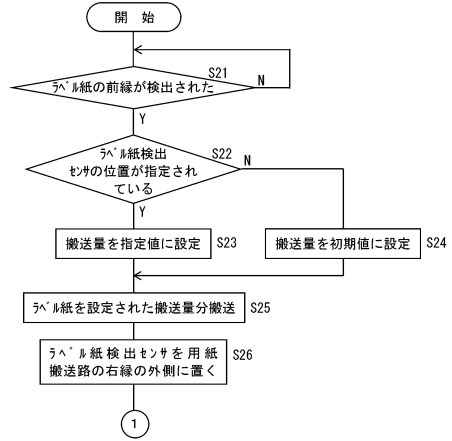 開 始
S21
ﾗﾍﾞﾙ紙の前縁が検出された
N
Y
S22
ﾗﾍﾞﾙ紙検出
ｾﾝｻの位置が指定され
ている
N
Y
搬送量を指定値に設定 S23
搬送量を初期値に設定 S24
ﾗﾍﾞﾙ紙を設定された搬送量分搬送 S25
ﾗﾍﾞﾙ紙検出ｾﾝｻを用紙
搬送路の右縁の外側に置く
S26
1